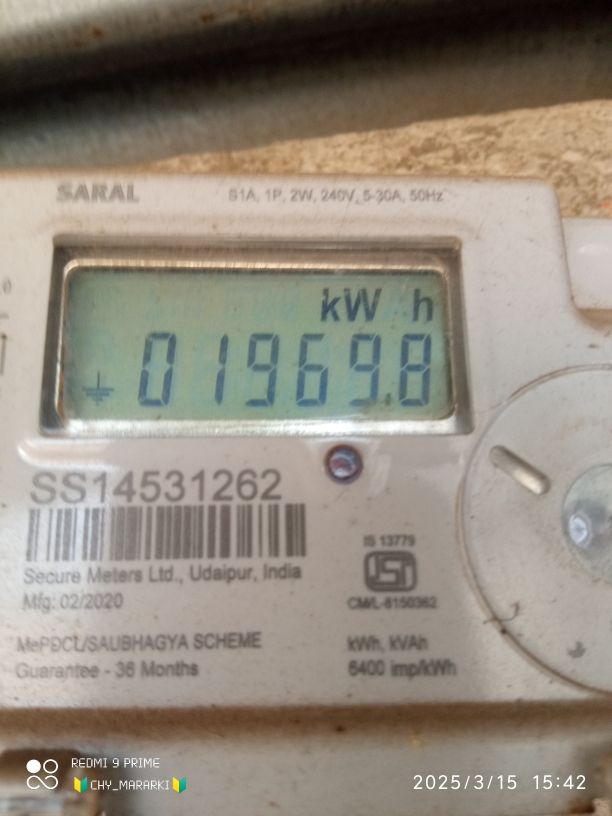 SARAL
S1A, 1P, 2W, 240V, 5-30A, 50Hz
kW h
01969.8
SS14531262
Secure Meters Ltd., Udaipur, India
Mfg: 02/2020
IS 13779
CM/L-8150362
MePDCL/SAUBHAGYA SCHEME
Guarantee - 36 Months
kWh, kVAh
6400 imp/kWh
REDMI 9 PRIME
🔰CHY_MARARKI🔰
2025/3/15 15:42